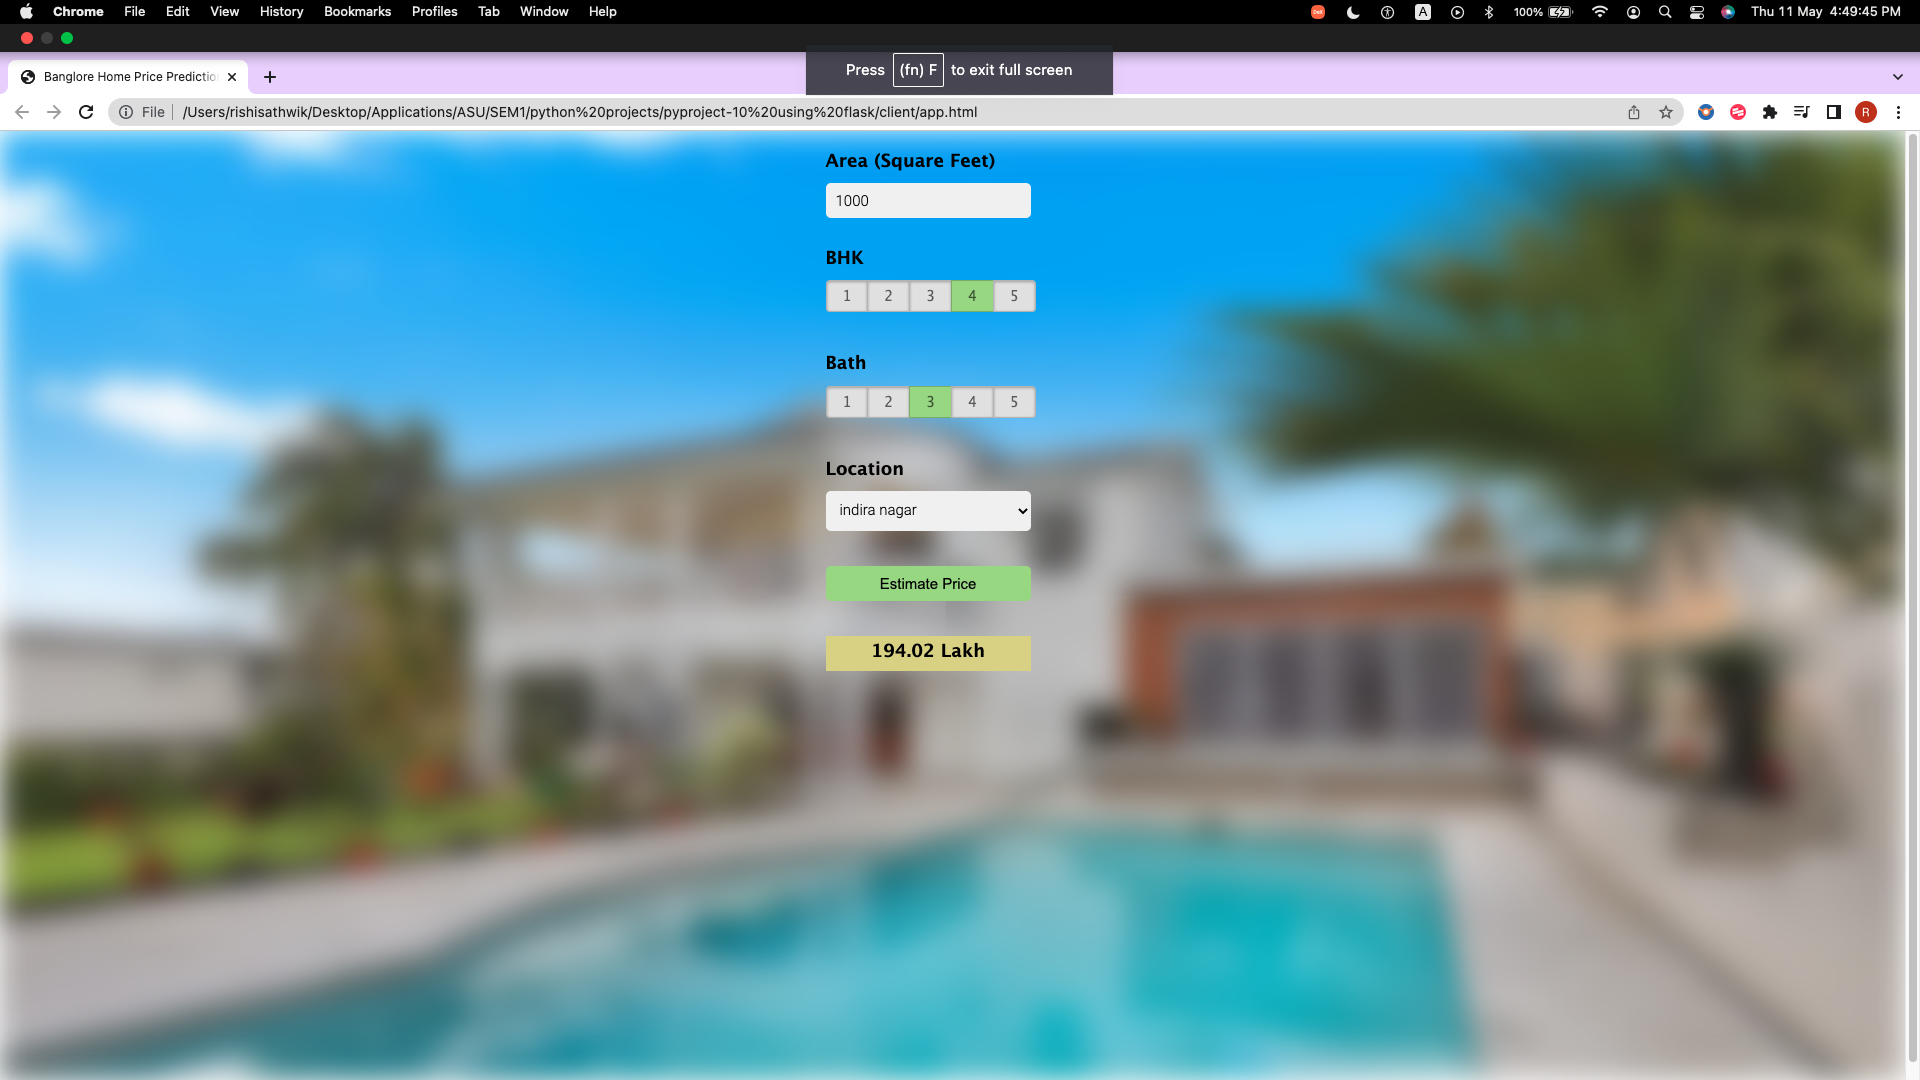 Chrome File Edit View History Bookmarks Profiles Tab Window Help A 100% Thu 11 May 4:49:45 PM
Banglore Home Price Predictio
Press (fn) F to exit full screen
File /Users/rishisathwik/Desktop/Applications/ASU/SEM1/python%20projects/pyproject-10%20using%20flask/client/app.html R
Area (Square Feet)
1000
BHK
1 2 3 4 5
Bath
1 2 3 4 5
Location
indira nagar
Estimate Price
194.02 Lakh